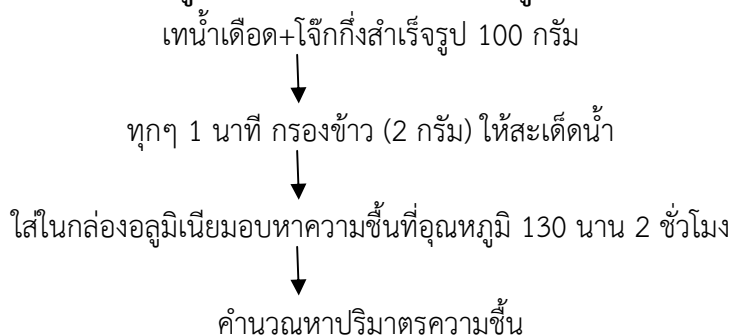 เทน้ำเดือด+โจ๊กกึ่งสำเร็จรูป 100 กรัม
ทุกๆ 1 นาที กรองข้าว (2 กรัม) ให้สะเด็ดน้ำ
ใส่ในกล่องอลูมิเนียมอบหาความชื้นที่อุณหภูมิ 130 นาน 2 ชั่วโมง
คำนวณหาปริมาตรความชื้น